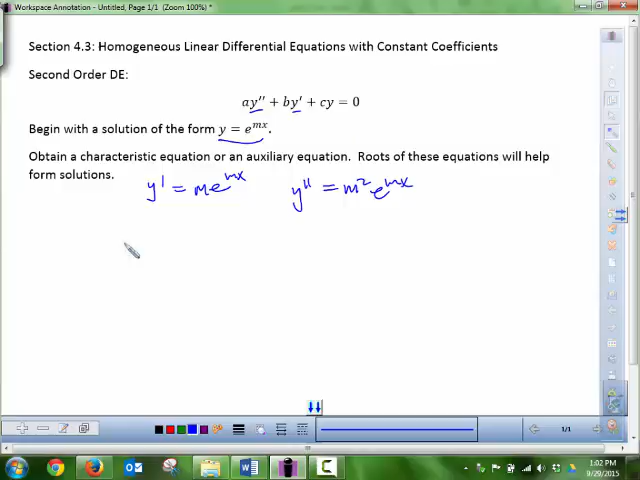 Workspace Annotation - Untitled, Page 1/1 (Zoom 100%) *
Section 4.3: Homogeneous Linear Differential Equations with Constant Coefficients
Second Order DE:
ay'' + by' + cy = 0
Begin with a solution of the form y = e^{mx}.
Obtain a characteristic equation or an auxiliary equation. Roots of these equations will help
form solutions.
y' = me^{mx} y'' = m²e^{mx}
1/1
1:02 PM
9/29/2015